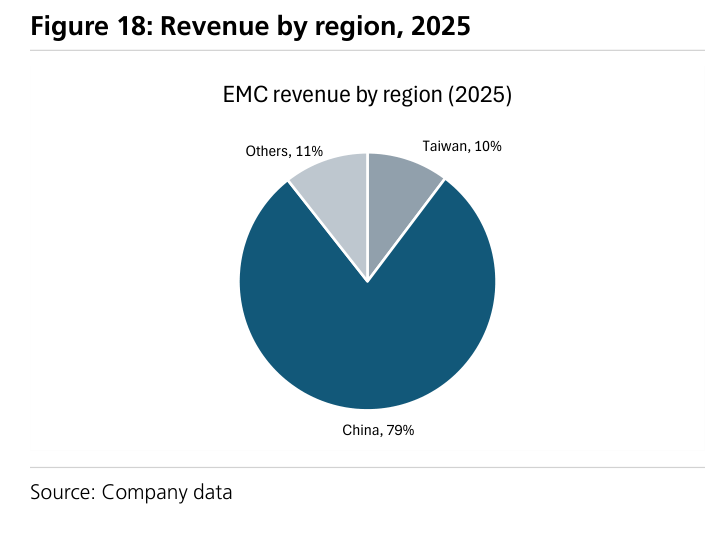 Figure 18: Revenue by region, 2025
EMC revenue by region (2025)
Others, 11%
Taiwan, 10%
China, 79%
Source: Company data